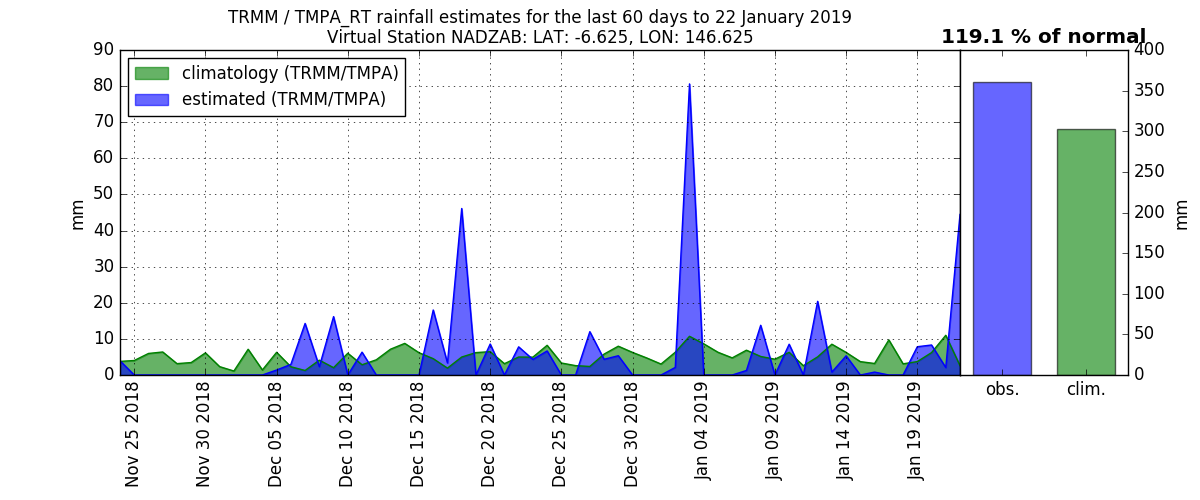 TRMM / TMPA_RT rainfall estimates for the last 60 days to 22 January 2019
Virtual Station NADZAB: LAT: -6.625, LON: 146.625
119.1 % of normal
climatology (TRMM/TMPA)
estimated (TRMM/TMPA)
mm
90
80
70
60
50
40
30
20
10
0
Nov 25 2018
Nov 30 2018
Dec 05 2018
Dec 10 2018
Dec 15 2018
Dec 20 2018
Dec 25 2018
Dec 30 2018
Jan 04 2019
Jan 09 2019
Jan 14 2019
Jan 19 2019
obs.
clim.
400
350
300
250
200
150
100
50
0
mm